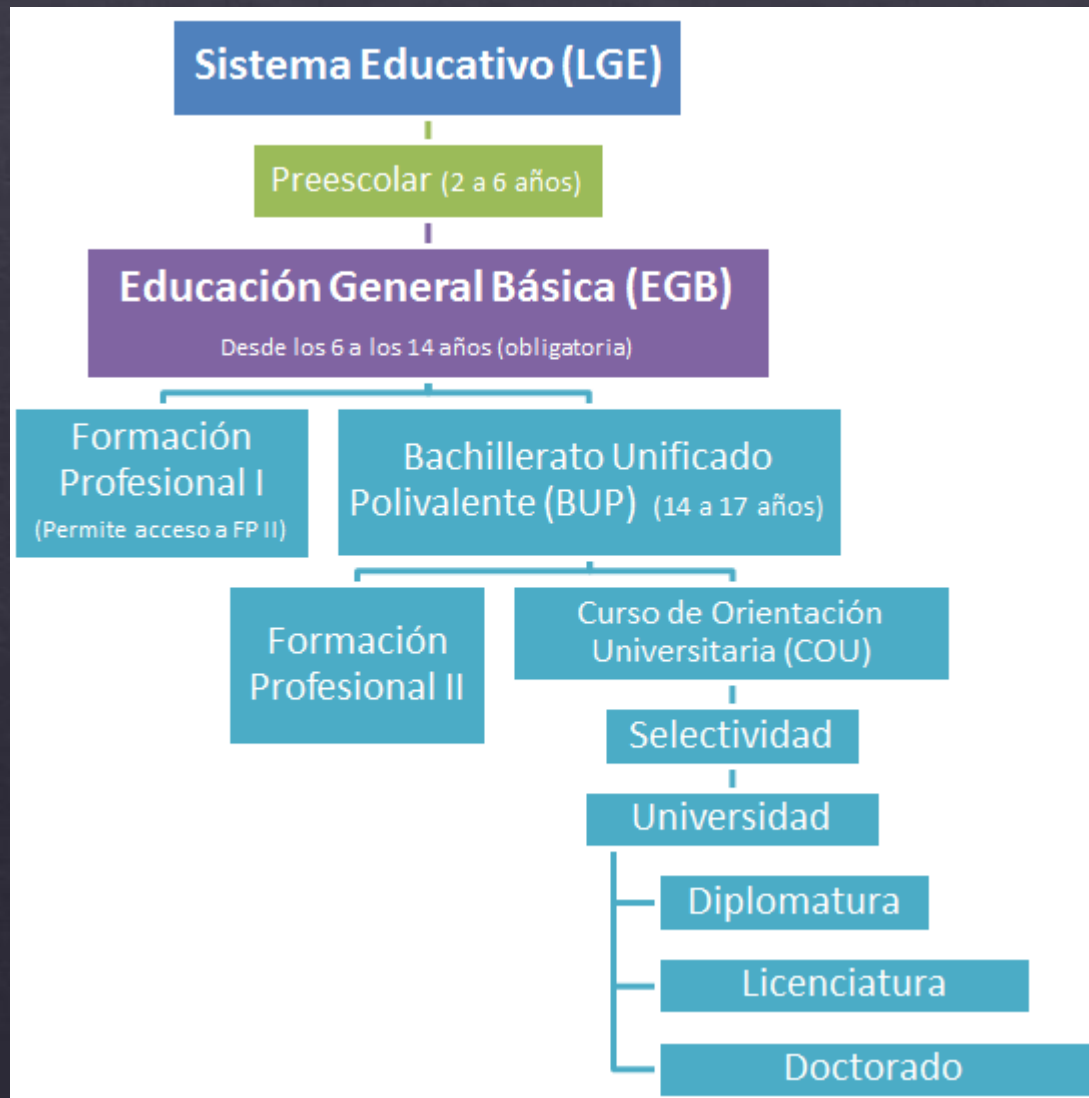 Sistema Educativo (LGE)
Preescolar (2 a 6 años)
Educación General Básica (EGB)
Desde los 6 a los 14 años (obligatoria)
Formación
Profesional I
(Permite acceso a FP II)
Bachillerato Unificado
Polivalente (BUP) (14 a 17 años)
Formación
Profesional II
Curso de Orientación
Universitaria (COU)
Selectividad
Universidad
Diplomatura
Licenciatura
Doctorado